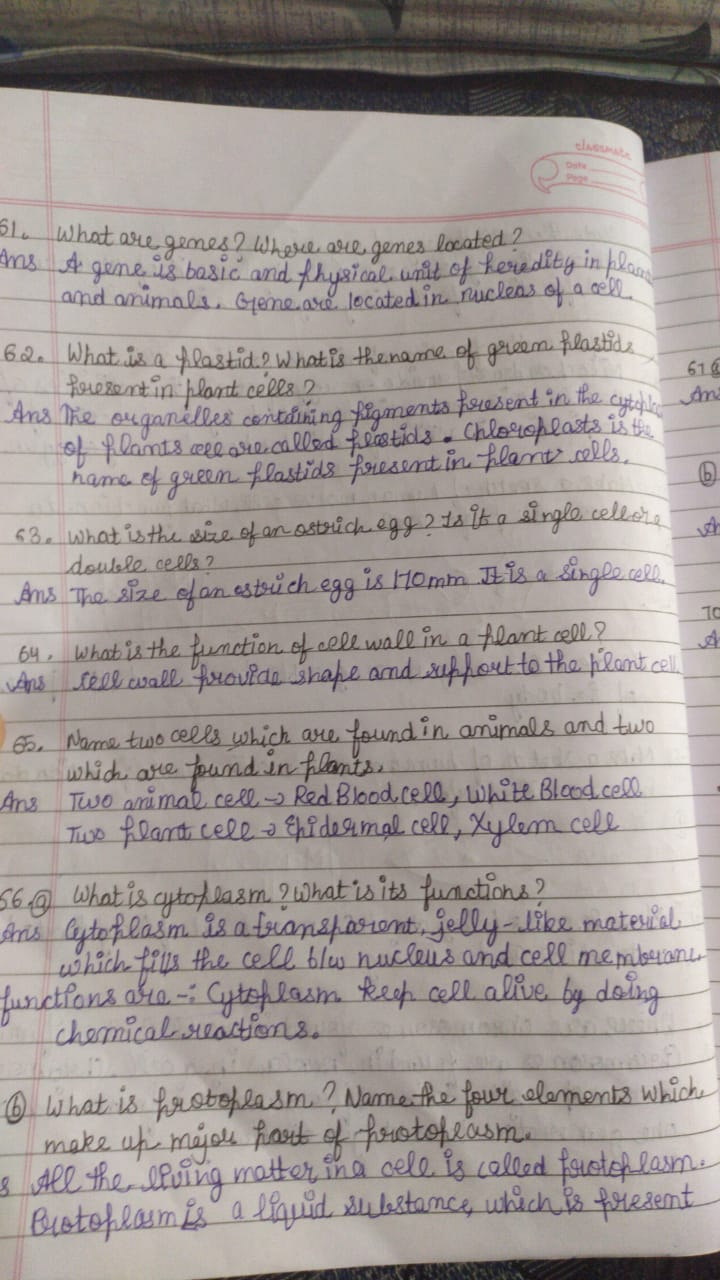 classmate
Date
Page
61. What are genes? Where are genes located?
Ans A gene is basic and physical unit of heredity in plants
and animals. Gene are located in nucleas of a cell.
62. What is a plastid? What is the name of green plastids
present in plant cells?
Ans The organelles containing pigments present in the cytopla
of plants cell are called plastids. Chloroplasts is the
name of green plastids present in plant cells.
63. What is the size of an ostrich egg? Is it a single cell or a
double cells?
Ans The size of an ostrich egg is 170mm. It is a single cell.
64. What is the function of cell wall in a plant cell?
Ans Cell wall provide shape and support to the plant cell.
65. Name two cells which are found in animals and two
which are found in plants.
Ans Two animal cell → Red Blood cell, White Blood cell
Two plant cell → Epidermal cell, Xylem cell
66. (a) What is cytoplasm? What is its functions?
Ans Cytoplasm is a transparent, jelly-like material
which fills the cell b/w nucleus and cell membrane
functions are -: Cytoplasm keep cell alive by doing
chemical reactions.
(b) What is protoplasm? Name the four elements which
make up major part of protoplasm.
s All the living matter in a cell is called protoplasm.
Protoplasm is a liquid substance, which is present
67
Ans
(b)
70